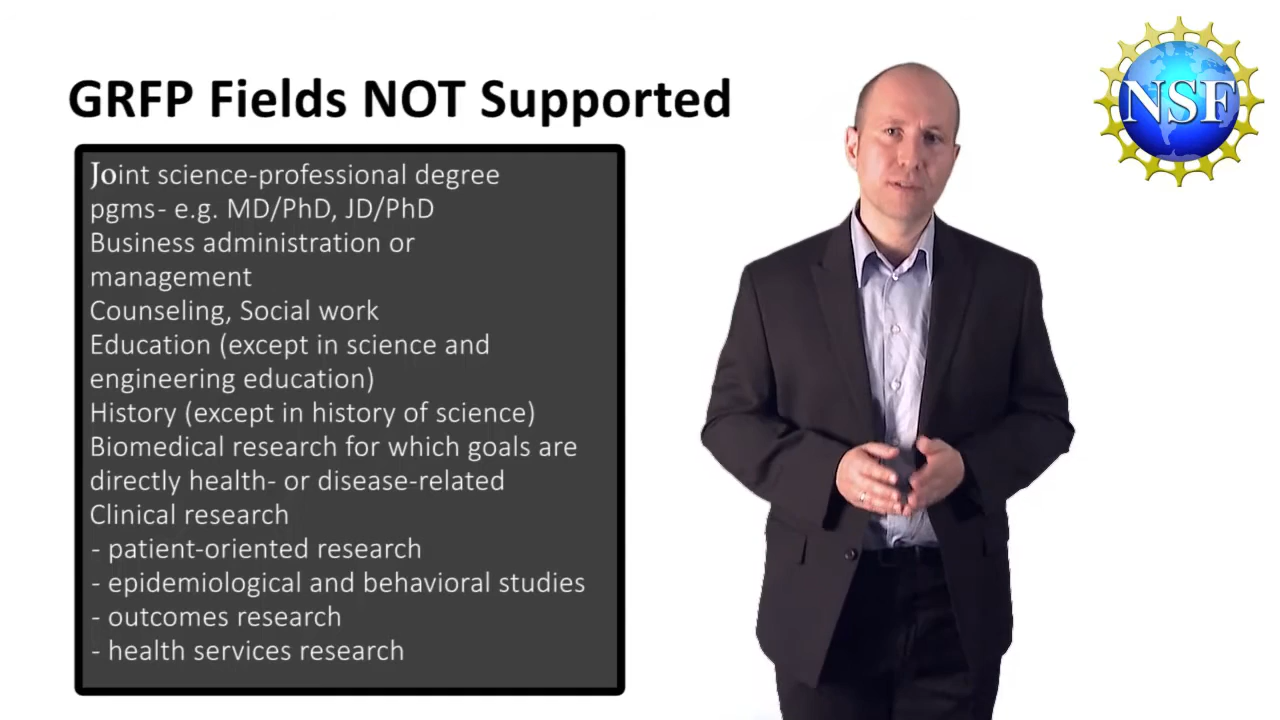 GRFP Fields NOT Supported
Joint science-professional degree
pgms- e.g. MD/PhD, JD/PhD
Business administration or
management
Counseling, Social work
Education (except in science and
engineering education)
History (except in history of science)
Biomedical research for which goals are
directly health- or disease-related
Clinical research
- patient-oriented research
- epidemiological and behavioral studies
- outcomes research
- health services research
NSF